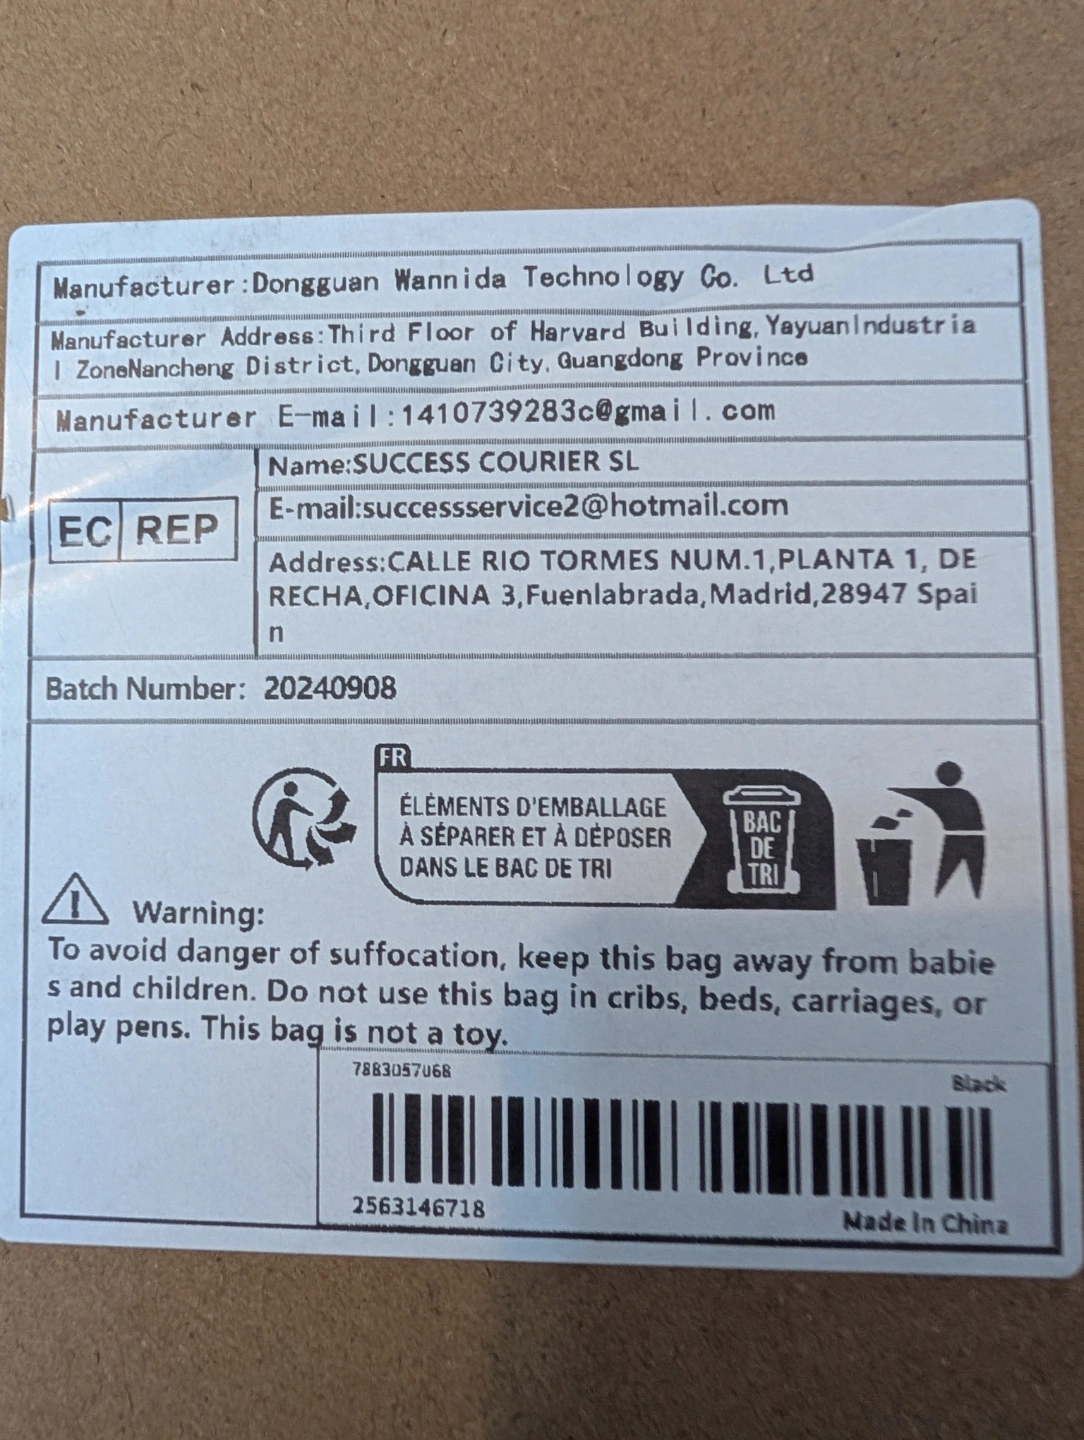 Manufacturer:Dongguan Wannida Technology Co. Ltd
Manufacturer Address:Third Floor of Harvard Building, YayuanIndustria
l ZoneNancheng District, Dongguan City, Guangdong Province
Manufacturer E-mail:1410739283c@gmail.com
EC REP
Name:SUCCESS COURIER SL
E-mail:successservice2@hotmail.com
Address:CALLE RIO TORMES NUM.1,PLANTA 1, DE
RECHA,OFICINA 3,Fuenlabrada,Madrid,28947 Spai
n
Batch Number: 20240908
FR
ÉLÉMENTS D'EMBALLAGE
À SÉPARER ET À DÉPOSER
DANS LE BAC DE TRI
BAC
DE
TRI
Warning:
To avoid danger of suffocation, keep this bag away from babie
s and children. Do not use this bag in cribs, beds, carriages, or
play pens. This bag is not a toy.
7883057068
Black
2563146718
Made In China